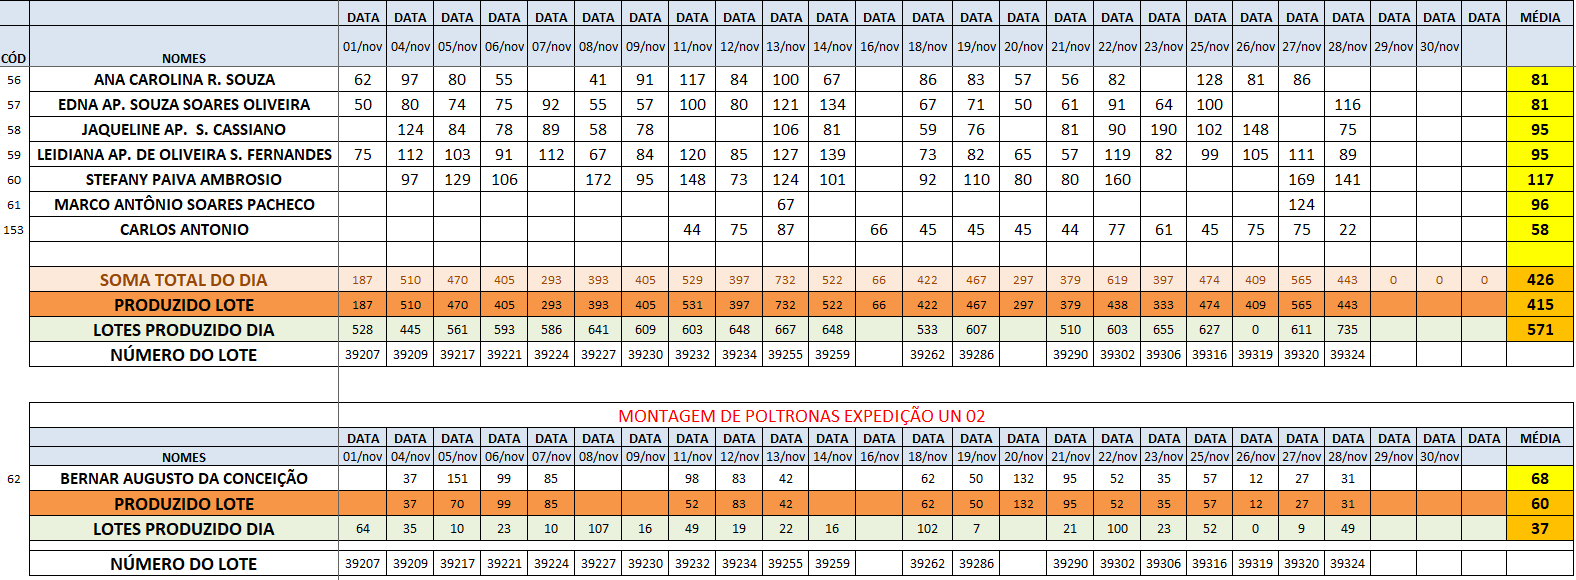 DATA DATA DATA DATA DATA DATA DATA DATA DATA DATA DATA DATA DATA DATA DATA DATA DATA DATA DATA DATA DATA DATA DATA DATA DATA MÉDIA
CÓD NOMES 01/nov 04/nov 05/nov 06/nov 07/nov 08/nov 09/nov 11/nov 12/nov 13/nov 14/nov 16/nov 18/nov 19/nov 20/nov 21/nov 22/nov 23/nov 25/nov 26/nov 27/nov 28/nov 29/nov 30/nov
56 ANA CAROLINA R. SOUZA 62 97 80 55 41 91 117 84 100 67 86 83 57 56 82 128 81 86 81
57 EDNA AP. SOUZA SOARES OLIVEIRA 50 80 74 75 92 55 57 100 80 121 134 67 71 50 61 91 64 100 116 81
58 JAQUELINE AP. S. CASSIANO 124 84 78 89 58 78 106 81 59 76 81 90 190 102 148 75 95
59 LEIDIANA AP. DE OLIVEIRA S. FERNANDES 75 112 103 91 112 67 84 120 85 127 139 73 82 65 57 119 82 99 105 111 89 95
60 STEFANY PAIVA AMBROSIO 97 129 106 172 95 148 73 124 101 92 110 80 80 160 169 141 117
61 MARCO ANTÔNIO SOARES PACHECO 67 124 96
153 CARLOS ANTONIO 44 75 87 66 45 45 45 44 77 61 45 75 75 22 58
SOMA TOTAL DO DIA 187 510 470 405 293 393 405 529 397 732 522 66 422 467 297 379 619 397 474 409 565 443 0 0 0 426
PRODUZIDO LOTE 187 510 470 405 293 393 405 531 397 732 522 66 422 467 297 379 438 333 474 409 565 443 415
LOTES PRODUZIDO DIA 528 445 561 593 586 641 609 603 648 667 648 533 607 510 603 655 627 0 611 735 571
NÚMERO DO LOTE 39207 39209 39217 39221 39224 39227 39230 39232 39234 39255 39259 39262 39286 39290 39302 39306 39316 39319 39320 39324
MONTAGEM DE POLTRONAS EXPEDIÇÃO UN 02
DATA DATA DATA DATA DATA DATA DATA DATA DATA DATA DATA DATA DATA DATA DATA DATA DATA DATA DATA DATA DATA DATA DATA DATA DATA MÉDIA
NOMES 01/nov 04/nov 05/nov 06/nov 07/nov 08/nov 09/nov 11/nov 12/nov 13/nov 14/nov 16/nov 18/nov 19/nov 20/nov 21/nov 22/nov 23/nov 25/nov 26/nov 27/nov 28/nov 29/nov 30/nov
62 BERNAR AUGUSTO DA CONCEIÇÃO 37 151 99 85 98 83 42 62 50 132 95 52 35 57 12 27 31 68
PRODUZIDO LOTE 37 70 99 85 52 83 42 62 50 132 95 52 35 57 12 27 31 60
LOTES PRODUZIDO DIA 64 35 10 23 10 107 16 49 19 22 16 102 7 21 100 23 52 0 9 49 37
NÚMERO DO LOTE 39207 39209 39217 39221 39224 39227 39230 39232 39234 39255 39259 39262 39286 39290 39302 39306 39316 39319 39320 39324